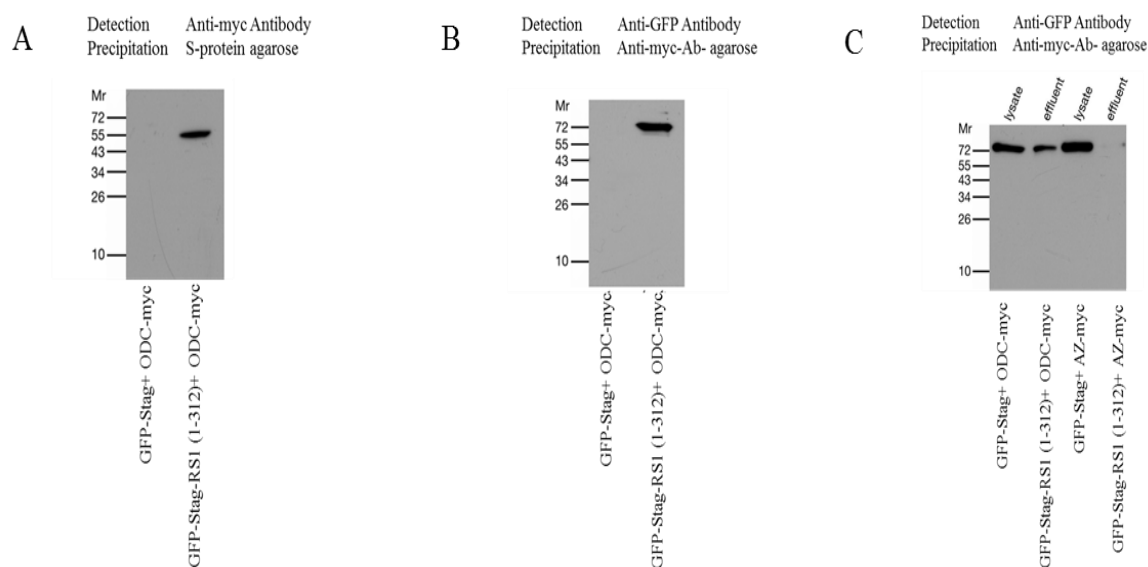 A
Detection Anti-myc Antibody
Precipitation S-protein agarose
Mr
72
55
43
34
26
10
GFP-Stag+ ODC-myc
GFP-Stag-RS1 (1-312)+ ODC-myc
B
Detection Anti-GFP Antibody
Precipitation Anti-myc-Ab- agarose
Mr
72
55
43
34
26
10
GFP-Stag+ ODC-myc
GFP-Stag-RS1 (1-312)+ ODC-myc
C
Detection Anti-GFP Antibody
Precipitation Anti-myc-Ab- agarose
lysate
effluent
lysate
effluent
Mr
72
55
43
34
26
10
GFP-Stag+ ODC-myc
GFP-Stag-RS1 (1-312)+ ODC-myc
GFP-Stag+ AZ-myc
GFP-Stag-RS1 (1-312)+ AZ-myc